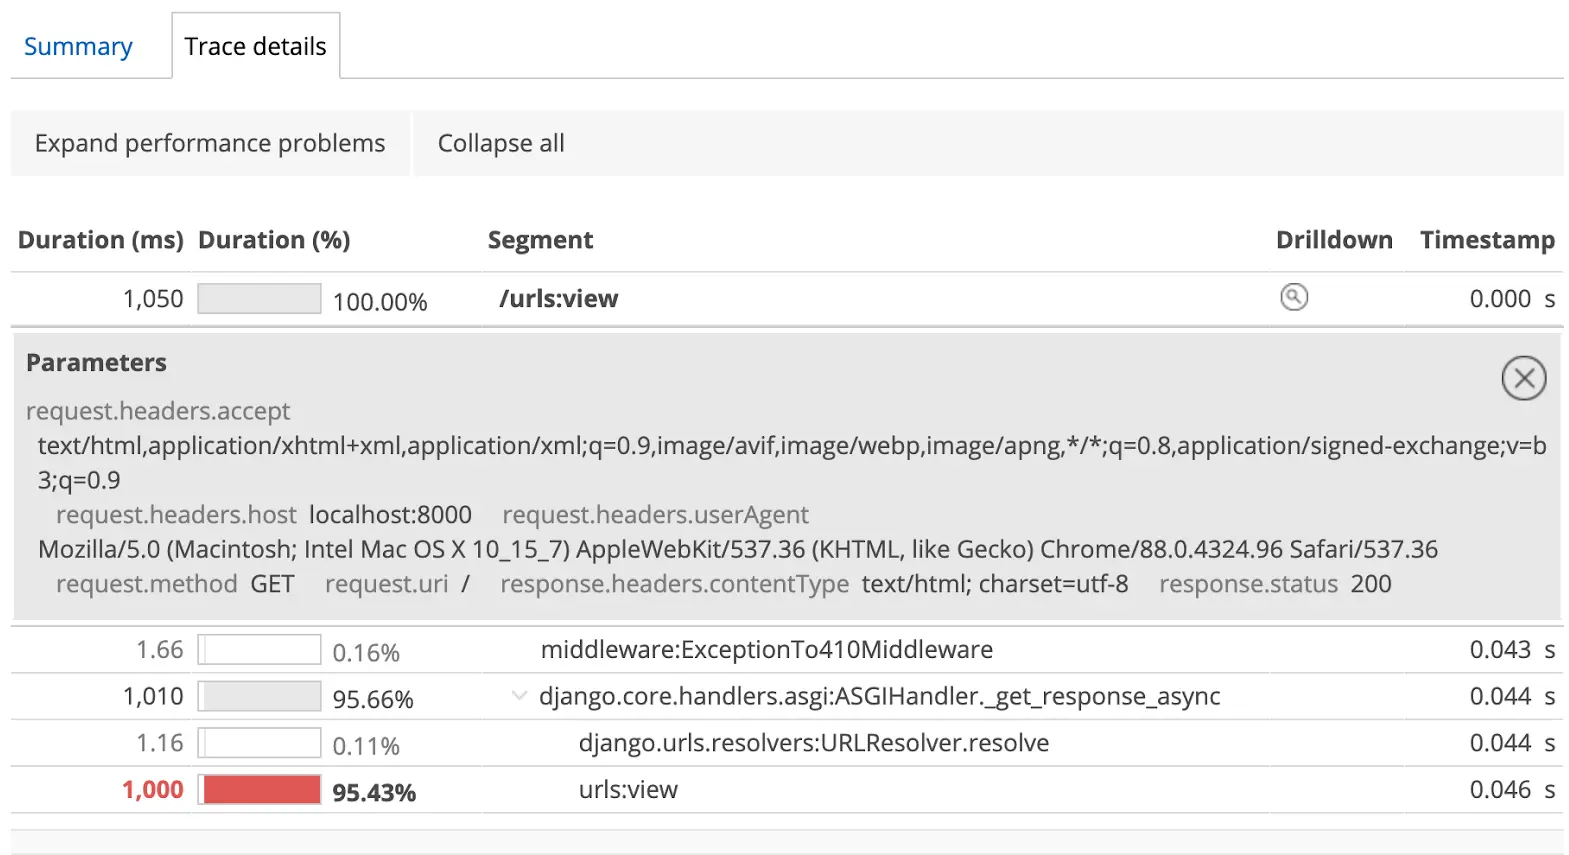 Summary Trace details
Expand performance problems Collapse all
Duration (ms) Duration (%) Segment Drilldown Timestamp
1,050 100.00% /urls:view 0.000 s
Parameters
request.headers.accept
text/html,application/xhtml+xml,application/xml;q=0.9,image/avif,image/webp,image/apng,*/*;q=0.8,application/signed-exchange;v=b
3;q=0.9
request.headers.host localhost:8000 request.headers.userAgent
Mozilla/5.0 (Macintosh; Intel Mac OS X 10_15_7) AppleWebKit/537.36 (KHTML, like Gecko) Chrome/88.0.4324.96 Safari/537.36
request.method GET request.uri / response.headers.contentType text/html; charset=utf-8 response.status 200
1.66 0.16% middleware:ExceptionTo410Middleware 0.043 s
1,010 95.66% django.core.handlers.asgi:ASGIHandler._get_response_async 0.044 s
1.16 0.11% django.urls.resolvers:URLResolver.resolve 0.044 s
1,000 95.43% urls:view 0.046 s